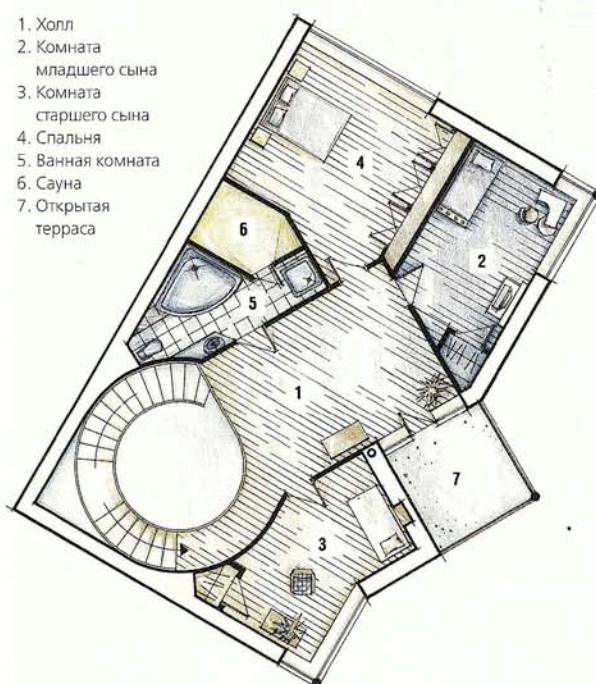 1. Холл
2. Комната
младшего сына
3. Комната
старшего сына
4. Спальня
5. Ванная комната
6. Сауна
7. Открытая
терраса
4
6
2
5
1
7
3